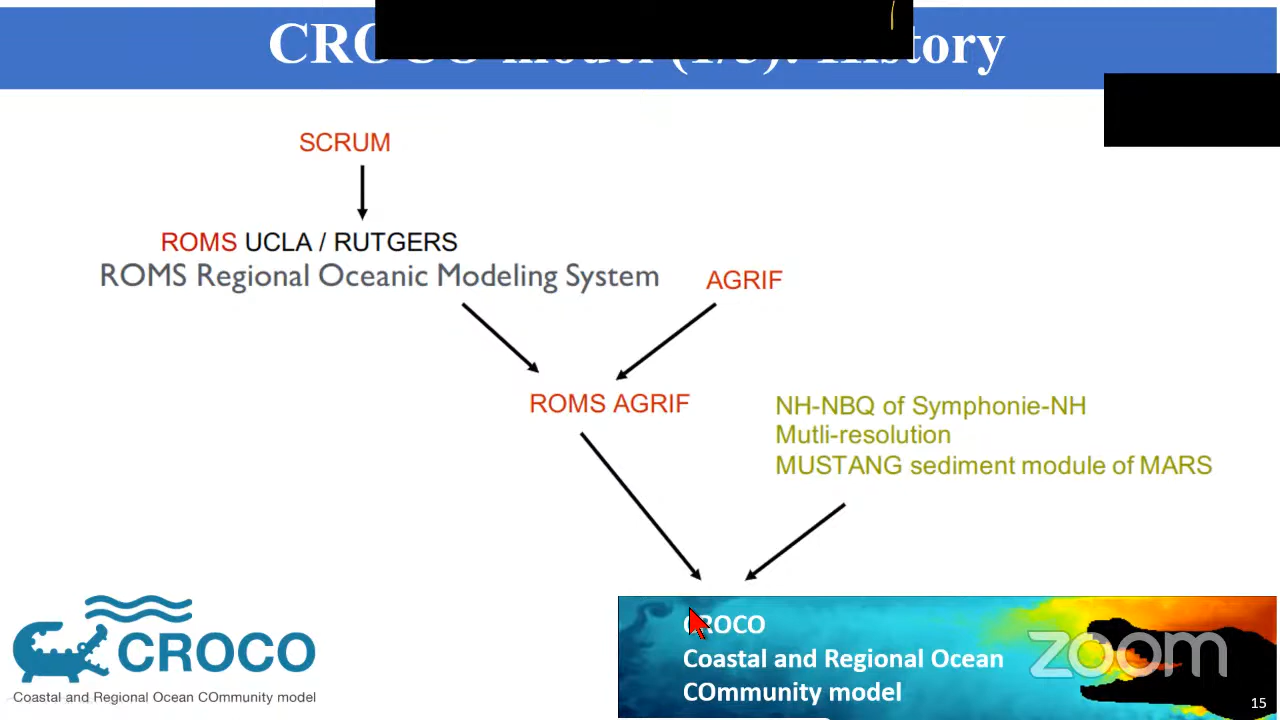 SCRUM
ROMS UCLA / RUTGERS
ROMS Regional Oceanic Modeling System
AGRIF
ROMS AGRIF
NH-NBQ of Symphonie-NH
Mutli-resolution
MUSTANG sediment module of MARS
CROCO
Coastal and Regional Ocean COmmunity model
CROCO
Coastal and Regional Ocean
COmmunity model
zoom
15